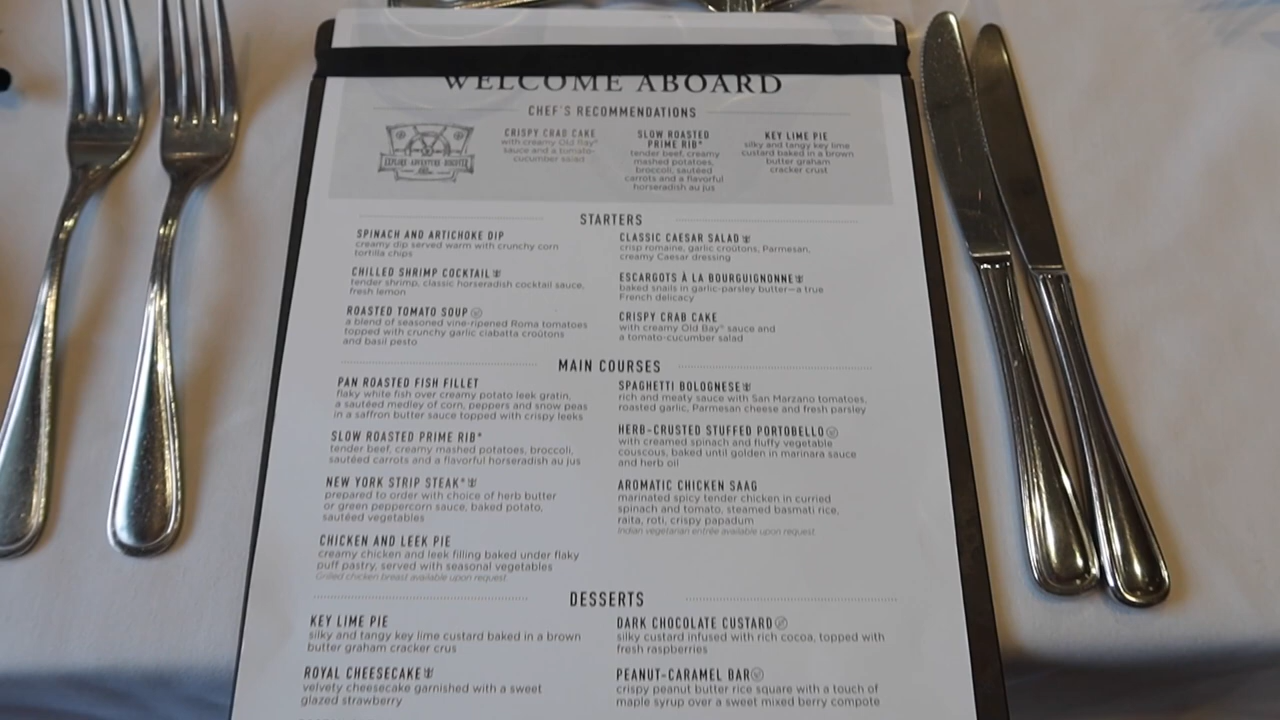 WELCOME ABOARD
CHEF'S RECOMMENDATIONS
EXPLORE · ADVENTURE · DISCOVER
CRISPY CRAB CAKE
with creamy Old Bay®
sauce and a tomato-
cucumber salad
SLOW ROASTED
PRIME RIB*
tender beef, creamy
mashed potatoes,
broccoli, sautéed
carrots and a flavorful
horseradish au jus
KEY LIME PIE
silky and tangy key lime
custard baked in a brown
butter graham
cracker crust
STARTERS
SPINACH AND ARTICHOKE DIP
creamy dip served warm with crunchy corn
tortilla chips
CHILLED SHRIMP COCKTAIL
tender shrimp, classic horseradish cocktail sauce,
fresh lemon
ROASTED TOMATO SOUP
a blend of seasoned vine-ripened Roma tomatoes
topped with crunchy garlic ciabatta croûtons
and basil pesto
CLASSIC CAESAR SALAD
crisp romaine, garlic croûtons, Parmesan,
creamy Caesar dressing
ESCARGOTS À LA BOURGUIGNONNE
baked snails in garlic-parsley butter—a true
French delicacy
CRISPY CRAB CAKE
with creamy Old Bay® sauce and
a tomato-cucumber salad
MAIN COURSES
PAN ROASTED FISH FILLET
flaky white fish over creamy potato leek gratin,
a sautéed medley of corn, peppers and snow peas
in a saffron butter sauce topped with crispy leeks
SLOW ROASTED PRIME RIB*
tender beef, creamy mashed potatoes, broccoli,
sautéed carrots and a flavorful horseradish au jus
NEW YORK STRIP STEAK*
prepared to order with choice of herb butter
or green peppercorn sauce, baked potato,
sautéed vegetables
CHICKEN AND LEEK PIE
creamy chicken and leek filling baked under flaky
puff pastry, served with seasonal vegetables
Grilled chicken breast available upon request
SPAGHETTI BOLOGNESE
rich and meaty sauce with San Marzano tomatoes,
roasted garlic, Parmesan cheese and fresh parsley
HERB-CRUSTED STUFFED PORTOBELLO
with creamed spinach and fluffy vegetable
couscous, baked until golden in marinara sauce
and herb oil
AROMATIC CHICKEN SAAG
marinated spicy tender chicken in curried
spinach and tomato, steamed basmati rice,
raita, roti, crispy papadum
Indian vegetarian entrée available upon request
DESSERTS
KEY LIME PIE
silky and tangy key lime custard baked in a brown
butter graham cracker crus
ROYAL CHEESECAKE
velvety cheesecake garnished with a sweet
glazed strawberry
DARK CHOCOLATE CUSTARD
silky custard infused with rich cocoa, topped with
fresh raspberries
PEANUT-CARAMEL BAR
crispy peanut butter rice square with a touch of
maple syrup over a sweet mixed berry compote